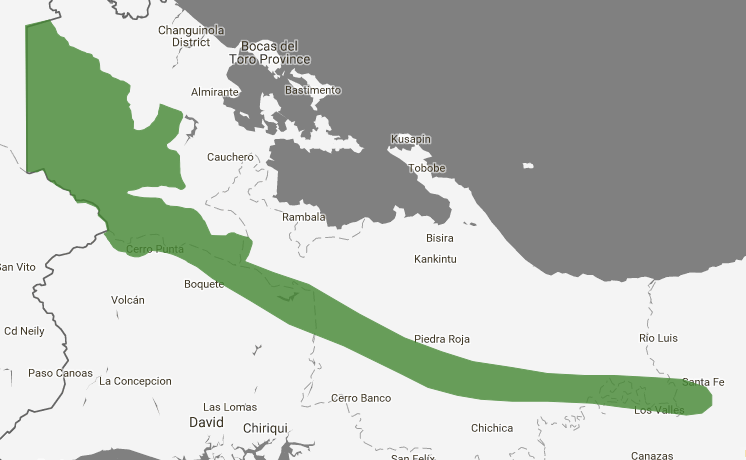 Changuinola
District
Bocas del
Toro Province
Almirante
Bastimento
Kusapin
Cauchero
Tobobe
Rambala
Bisira
Cerro Punta
Kankintu
San Vito
Boquete
Volcán
Cd Neily
Piedra Roja
Río Luis
Paso Canoas
La Concepcion
Santa Fe
Cerro Banco
Las Lomas
Los Valles
David
Chiriqui
Chichica
San Felix
Canazas